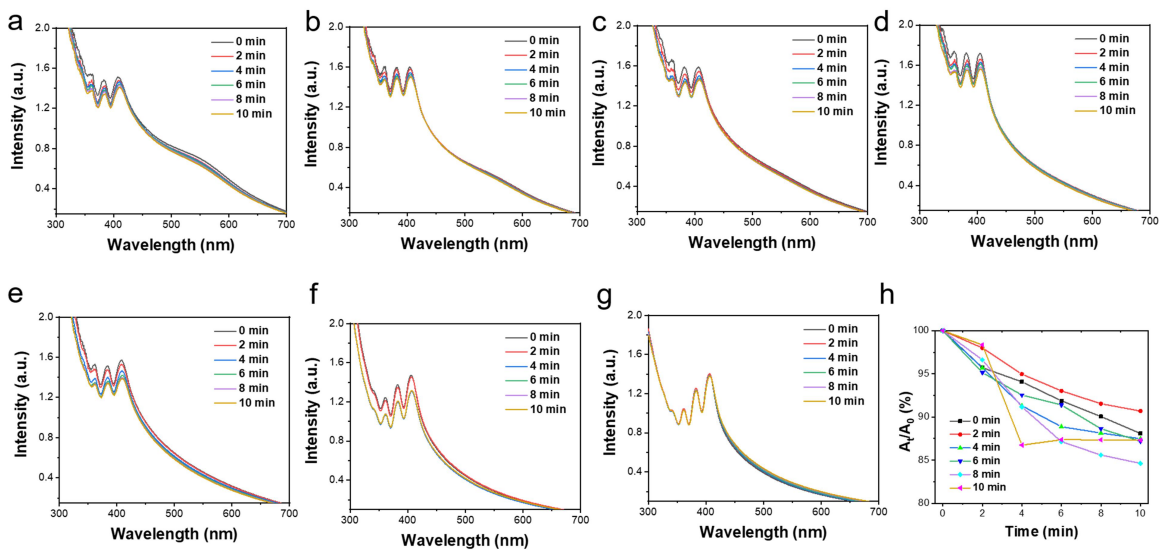 a
2.0
1.6
1.2
0.8
0.4
Intensity (a.u.)
0 min
2 min
4 min
6 min
8 min
10 min
300 400 500 600 700
Wavelength (nm)
b
2.0
1.6
1.2
0.8
0.4
Intensity (a.u.)
0 min
2 min
4 min
6 min
8 min
10 min
300 400 500 600 700
Wavelength (nm)
c
2.0
1.6
1.2
0.8
0.4
Intensity (a.u.)
0 min
2 min
4 min
6 min
8 min
10 min
300 400 500 600 700
Wavelength (nm)
d
2.0
1.6
1.2
0.8
0.4
Intensity (a.u.)
0 min
2 min
4 min
6 min
8 min
10 min
300 400 500 600 700
Wavelength (nm)
e
2.0
1.6
1.2
0.8
0.4
Intensity (a.u.)
0 min
2 min
4 min
6 min
8 min
10 min
300 400 500 600 700
Wavelength (nm)
f
2.0
1.6
1.2
0.8
0.4
Intensity (a.u.)
0 min
2 min
4 min
6 min
8 min
10 min
300 400 500 600 700
Wavelength (nm)
g
2.0
1.6
1.2
0.8
0.4
Intensity (a.u.)
0 min
2 min
4 min
6 min
8 min
10 min
300 400 500 600 700
Wavelength (nm)
h
100
95
90
85
80
At/A0 (%)
0 min
2 min
4 min
6 min
8 min
10 min
0 2 4 6 8 10
Time (min)